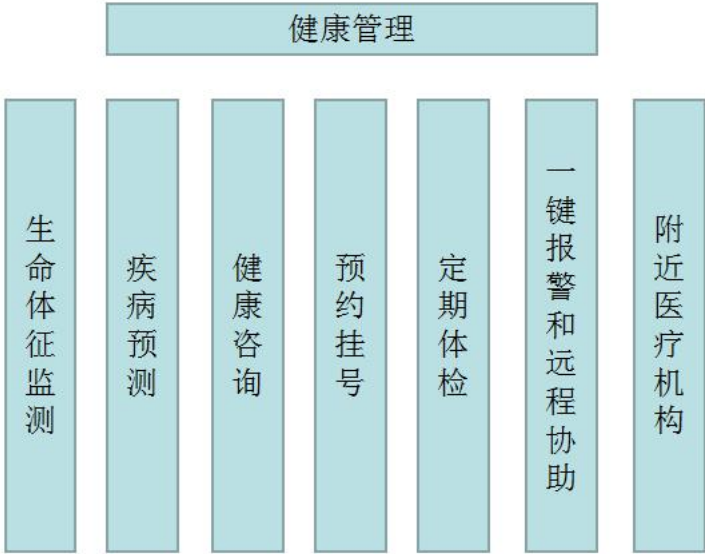 健康管理
生命体征监测
疾病预测
健康咨询
预约挂号
定期体检
一键报警和远程协助
附近医疗机构